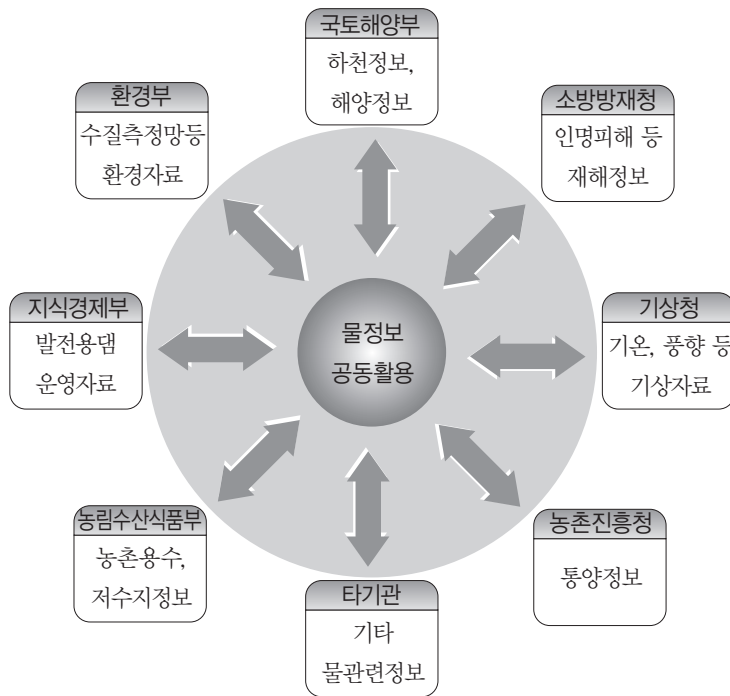 국토해양부
하천정보,
해양정보
환경부
수질측정망등
환경자료
소방방재청
인명피해 등
재해정보
지식경제부
발전용댐
운영자료
물정보
공동활용
기상청
기온, 풍향 등
기상자료
농림수산식품부
농촌용수,
저수지정보
타기관
기타
물관련정보
농촌진흥청
통양정보